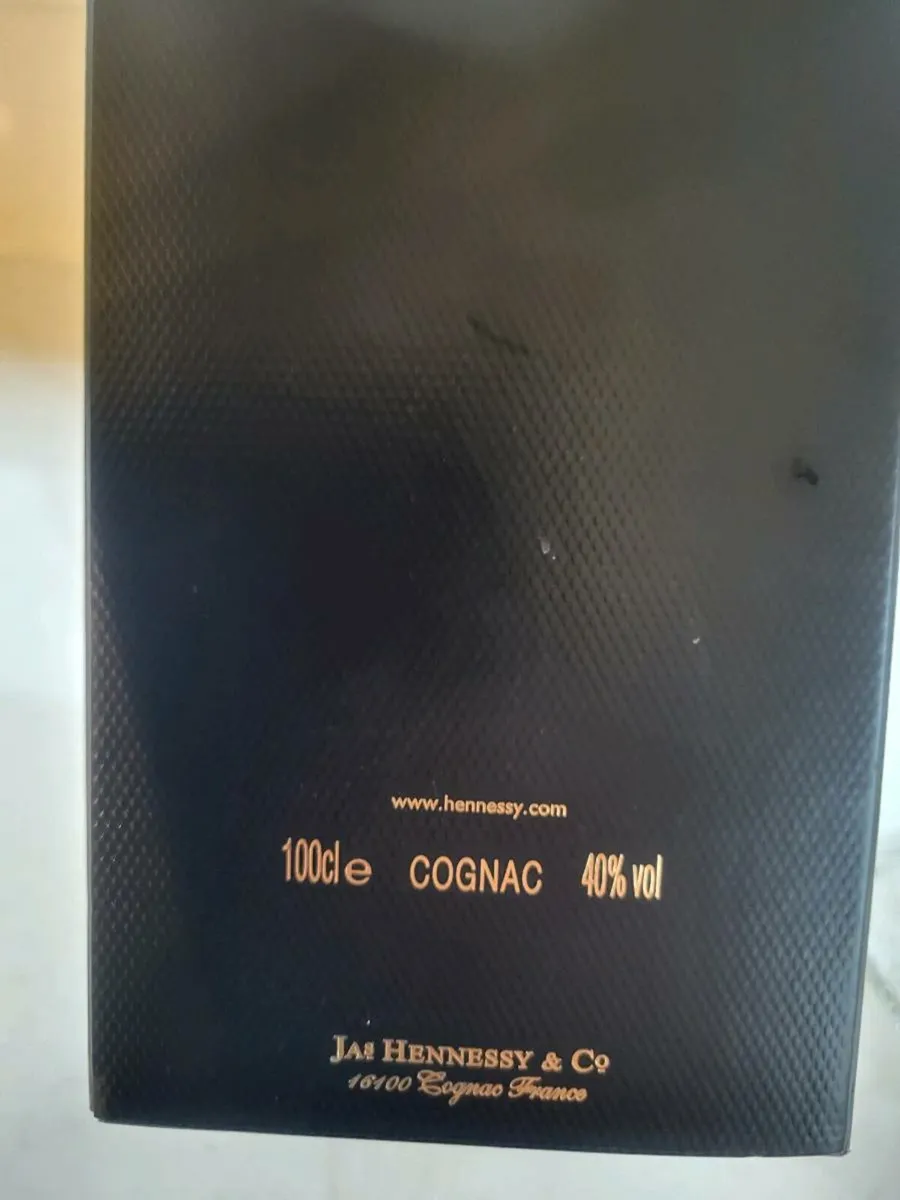 www.hennessy.com
100cl e COGNAC 40% vol
Jas Hennessy & Co
16100 Cognac France